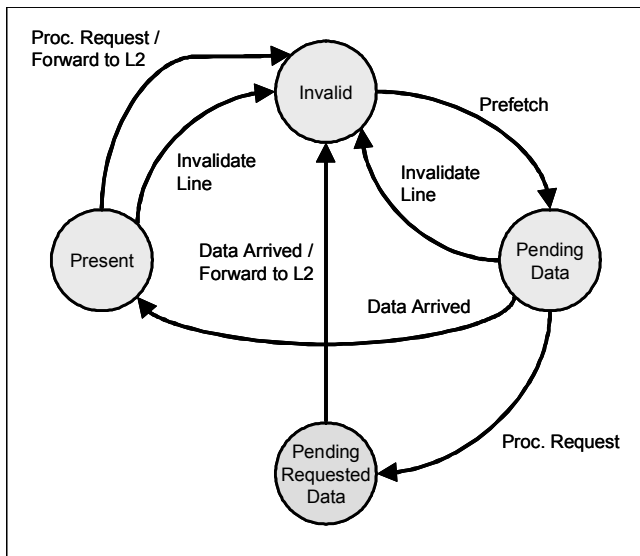 Proc. Request /
Forward to L2
Invalid
Prefetch
Invalidate
Line
Invalidate
Line
Present
Data Arrived /
Forward to L2
Pending
Data
Data Arrived
Proc. Request
Pending
Requested
Data